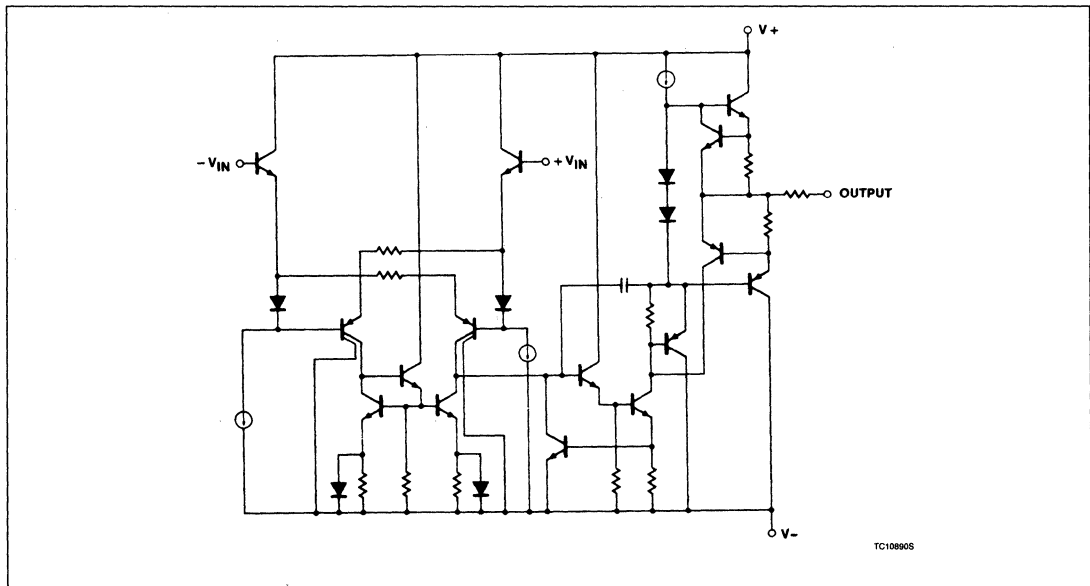 V+
− VIN
+ VIN
OUTPUT
V−
TC10890S